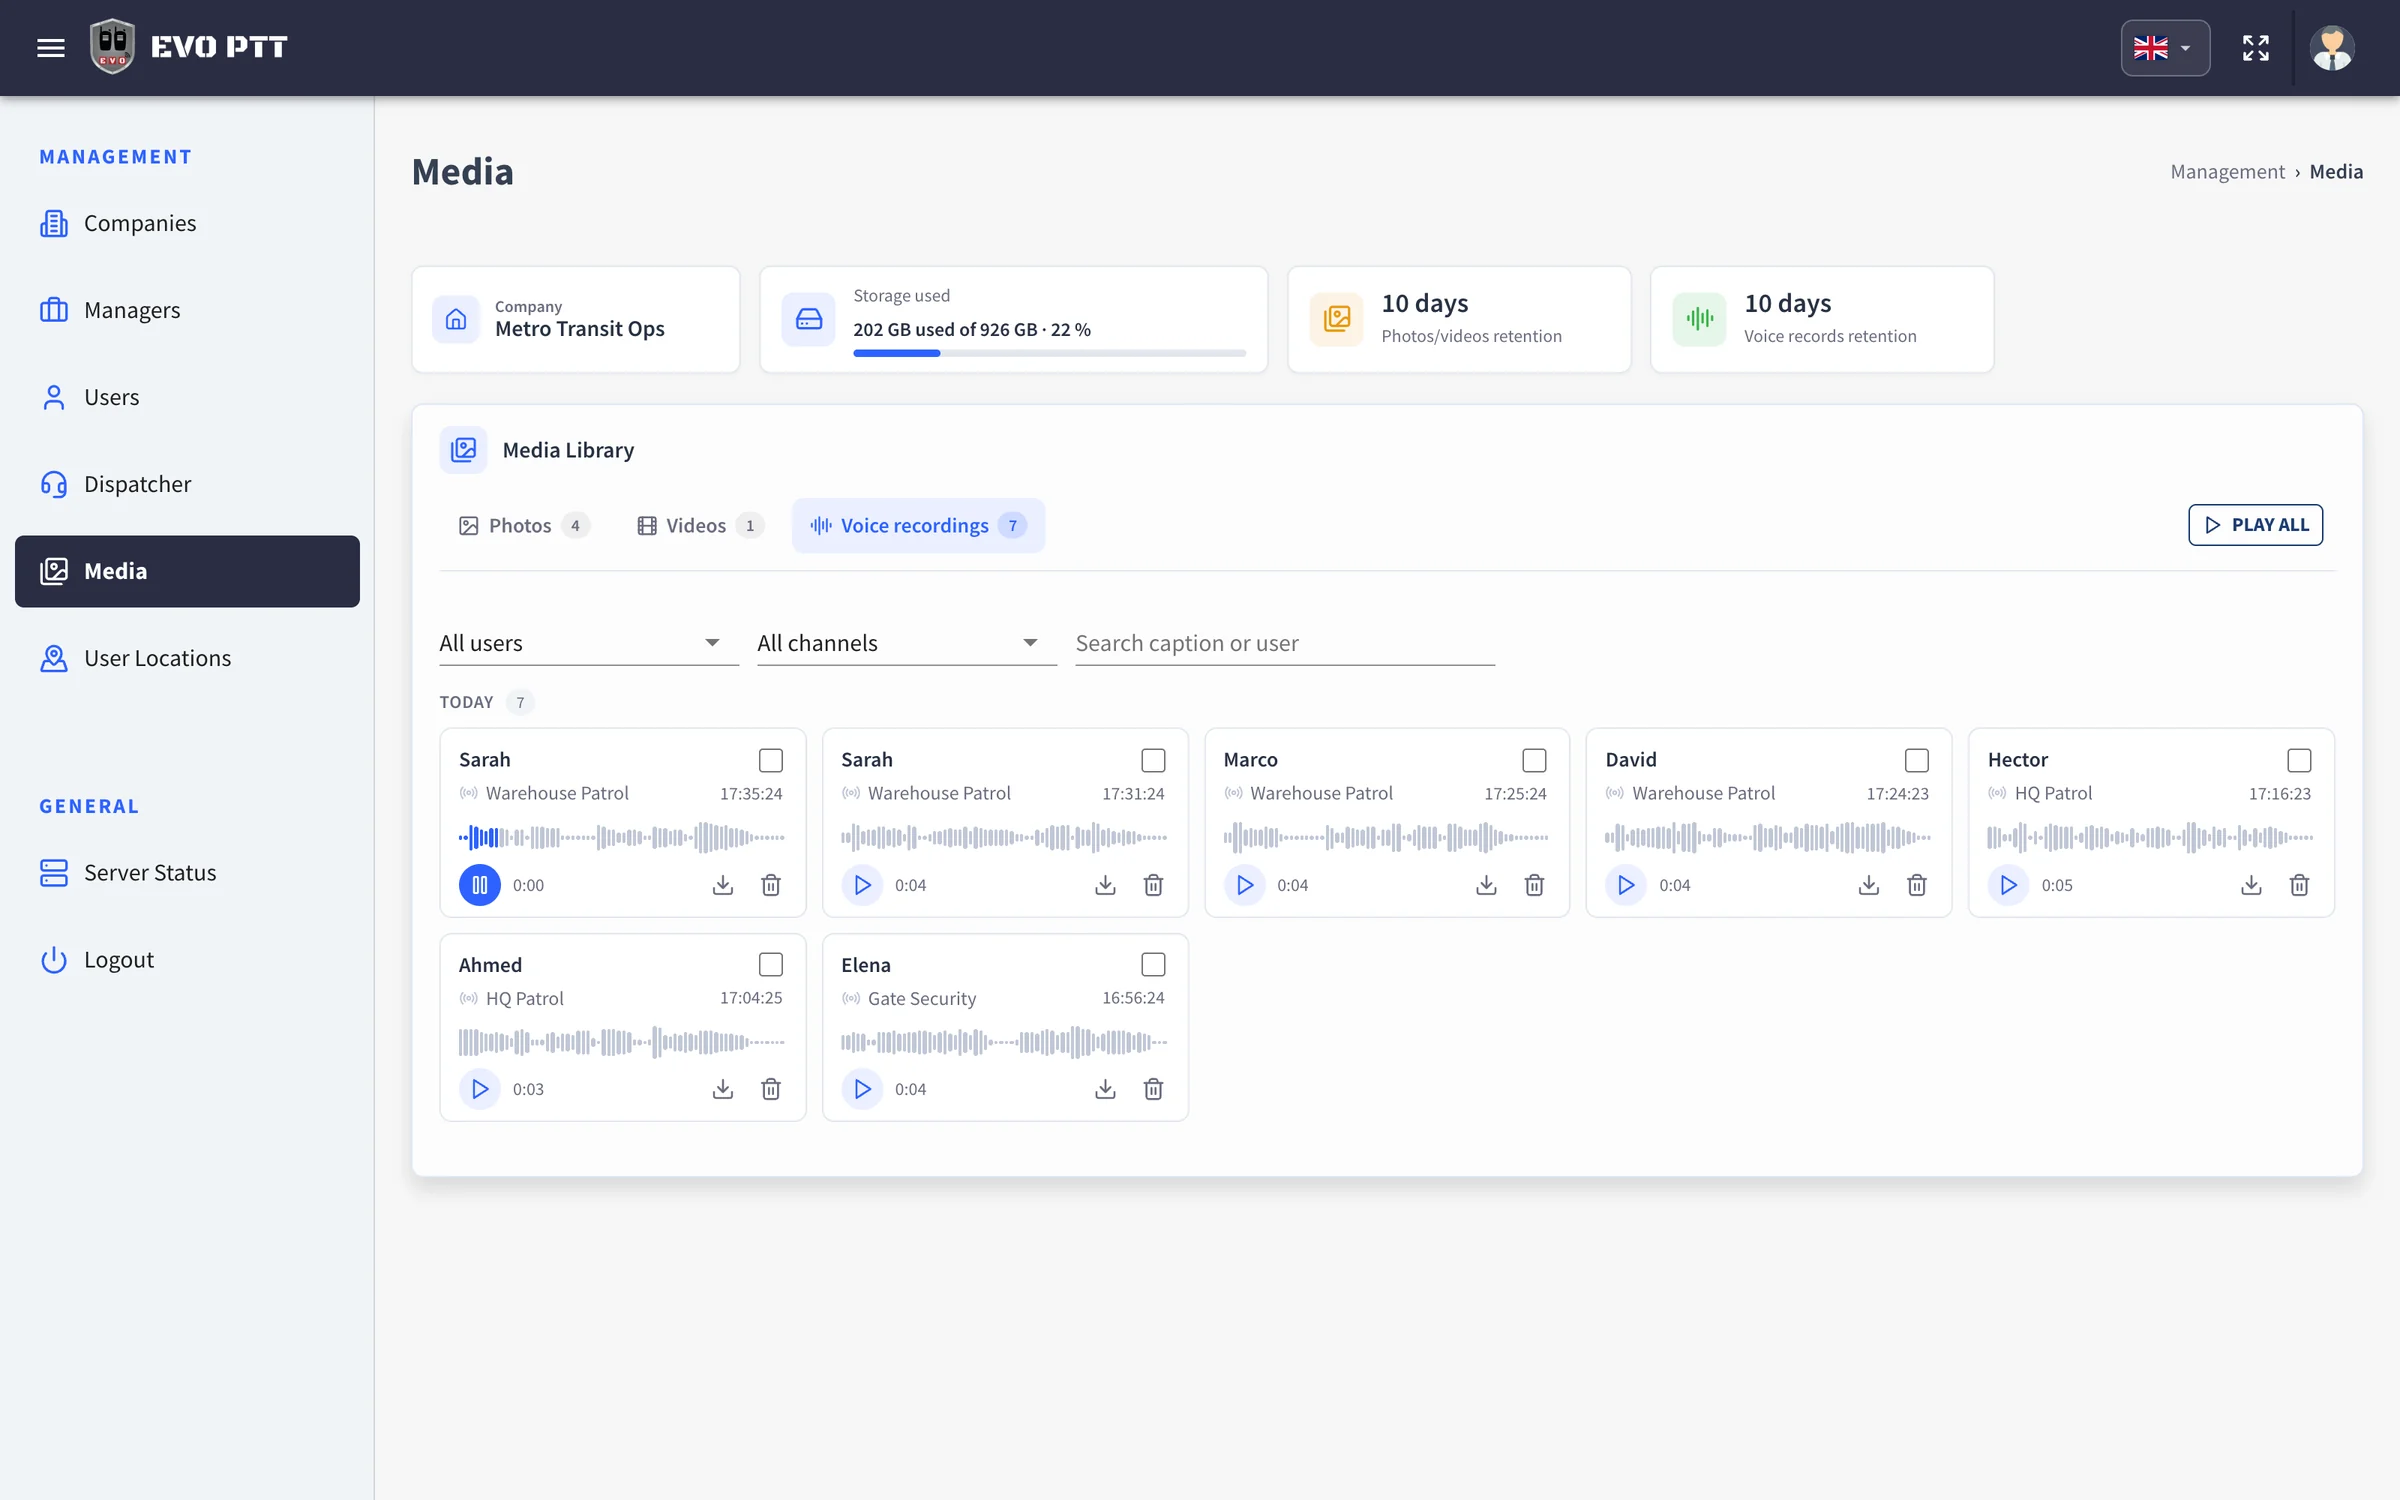 EVO
EVO PTT
MANAGEMENT
Companies
Managers
Users
Dispatcher
Media
User Locations
GENERAL
Server Status
Logout
Media
Management › Media
Company
Metro Transit Ops
Storage used
202 GB used of 926 GB · 22 %
10 days
Photos/videos retention
10 days
Voice records retention
Media Library
Photos 4
Videos 1
Voice recordings 7
PLAY ALL
All users
All channels
Search caption or user
TODAY 7
Sarah
Warehouse Patrol 17:35:24
0:00
Sarah
Warehouse Patrol 17:31:24
0:04
Marco
Warehouse Patrol 17:25:24
0:04
David
Warehouse Patrol 17:24:23
0:04
Hector
HQ Patrol 17:16:23
0:05
Ahmed
HQ Patrol 17:04:25
0:03
Elena
Gate Security 16:56:24
0:04